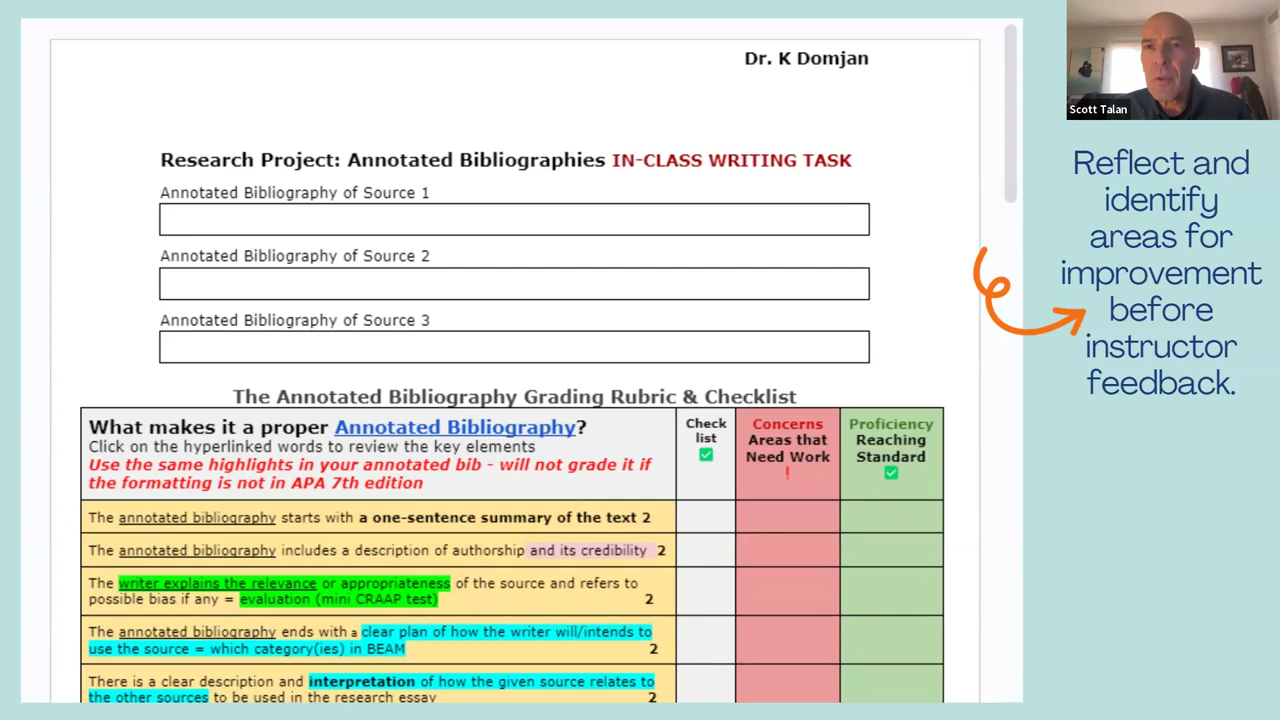 Dr. K Domjan
Research Project: Annotated Bibliographies IN-CLASS WRITING TASK
Annotated Bibliography of Source 1
Annotated Bibliography of Source 2
Annotated Bibliography of Source 3
The Annotated Bibliography Grading Rubric & Checklist
What makes it a proper Annotated Bibliography?
Click on the hyperlinked words to review the key elements
Use the same highlights in your annotated bib - will not grade it if
the formatting is not in APA 7th edition
Check
list
✅
Concerns
Areas that
Need Work
!
Proficiency
Reaching
Standard
✅
The annotated bibliography starts with a one-sentence summary of the text 2
The annotated bibliography includes a description of authorship and its credibility 2
The writer explains the relevance or appropriateness of the source and refers to
possible bias if any = evaluation (mini CRAAP test) 2
The annotated bibliography ends with a clear plan of how the writer will/intends to
use the source = which category(ies) in BEAM 2
There is a clear description and interpretation of how the given source relates to
the other sources to be used in the research essay 2
Scott Talan
Reflect and
identify
areas for
improvement
before
instructor
feedback.